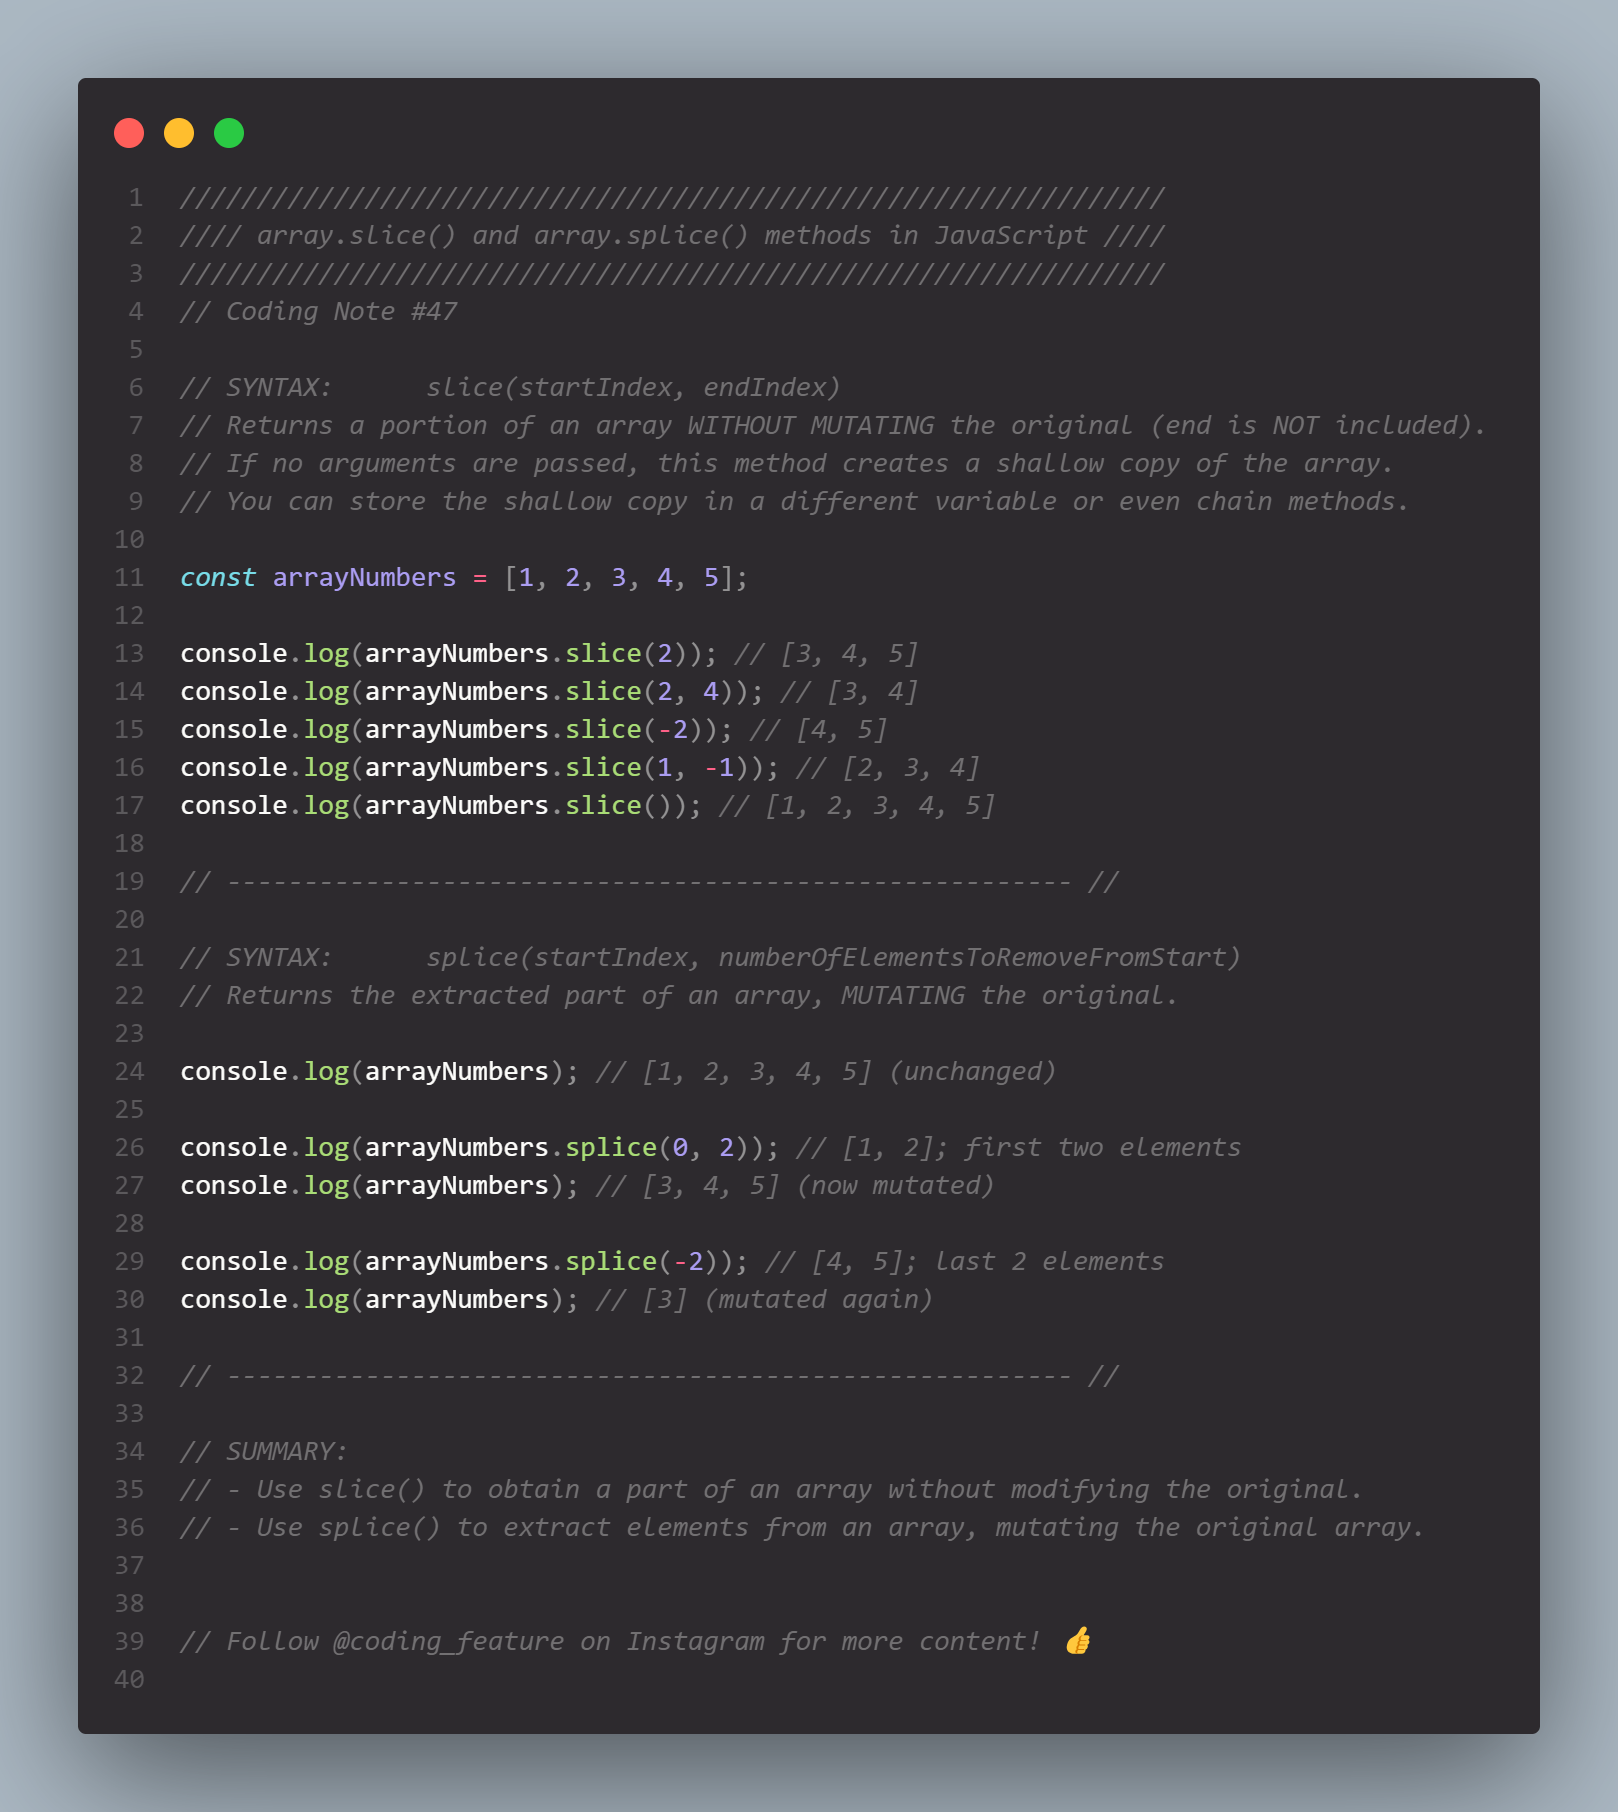 1 ////////////////////////////////////////////////////////////////
2 //// array.slice() and array.splice() methods in JavaScript ////
3 ////////////////////////////////////////////////////////////////
4 // Coding Note #47
5
6 // SYNTAX:      slice(startIndex, endIndex)
7 // Returns a portion of an array WITHOUT MUTATING the original (end is NOT included).
8 // If no arguments are passed, this method creates a shallow copy of the array.
9 // You can store the shallow copy in a different variable or even chain methods.
10
11 const arrayNumbers = [1, 2, 3, 4, 5];
12
13 console.log(arrayNumbers.slice(2)); // [3, 4, 5]
14 console.log(arrayNumbers.slice(2, 4)); // [3, 4]
15 console.log(arrayNumbers.slice(-2)); // [4, 5]
16 console.log(arrayNumbers.slice(1, -1)); // [2, 3, 4]
17 console.log(arrayNumbers.slice()); // [1, 2, 3, 4, 5]
18
19 // ------------------------------------------------------- //
20
21 // SYNTAX:      splice(startIndex, numberOfElementsToRemoveFromStart)
22 // Returns the extracted part of an array, MUTATING the original.
23
24 console.log(arrayNumbers); // [1, 2, 3, 4, 5] (unchanged)
25
26 console.log(arrayNumbers.splice(0, 2)); // [1, 2]; first two elements
27 console.log(arrayNumbers); // [3, 4, 5] (now mutated)
28
29 console.log(arrayNumbers.splice(-2)); // [4, 5]; last 2 elements
30 console.log(arrayNumbers); // [3] (mutated again)
31
32 // ------------------------------------------------------- //
33
34 // SUMMARY:
35 // - Use slice() to obtain a part of an array without modifying the original.
36 // - Use splice() to extract elements from an array, mutating the original array.
37
38
39 // Follow @coding_feature on Instagram for more content! 👍
40